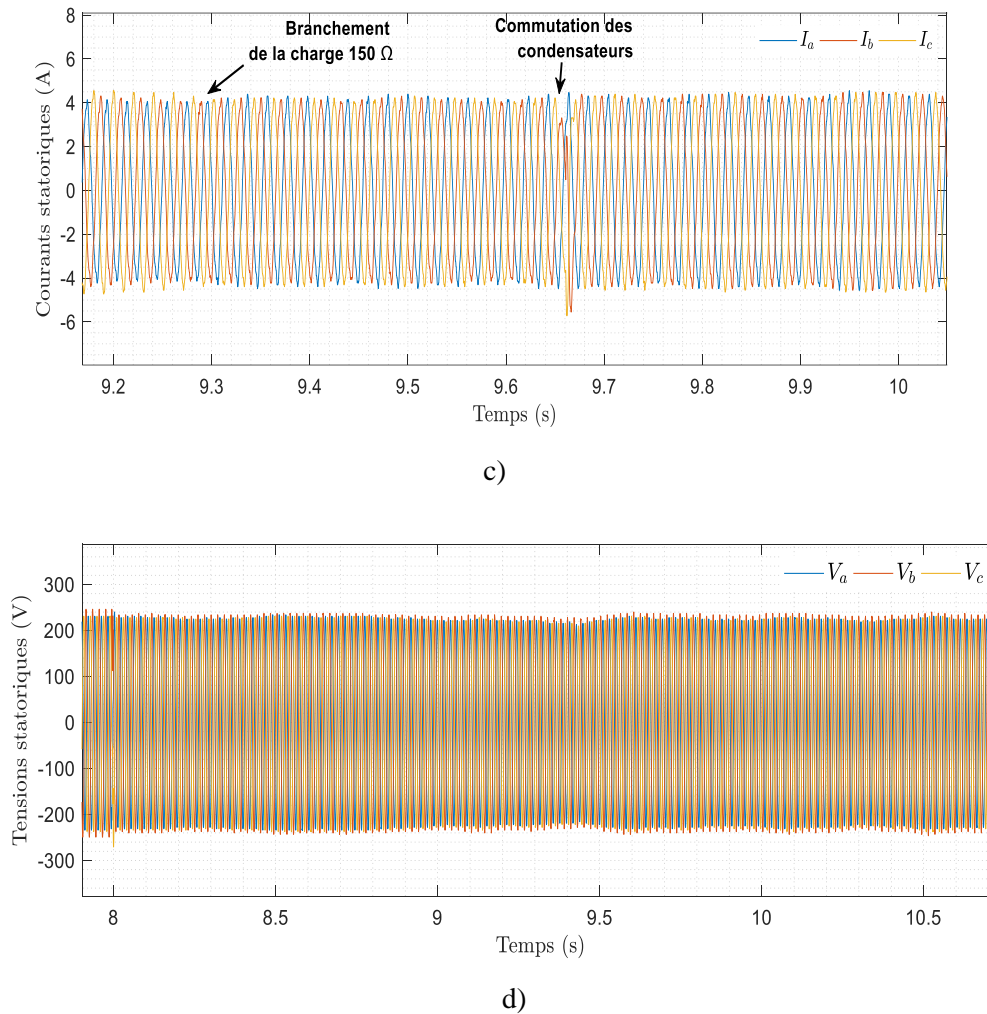 Branchement
de la charge 150 Ω
Commutation des
condensateurs
I_a I_b I_c
8
6
4
2
0
-2
-4
-6
Courants statoriques (A)
9.2 9.3 9.4 9.5 9.6 9.7 9.8 9.9 10
Temps (s)
c)
V_a V_b V_c
300
200
100
0
-100
-200
-300
Tensions statoriques (V)
8 8.5 9 9.5 10 10.5
Temps (s)
d)